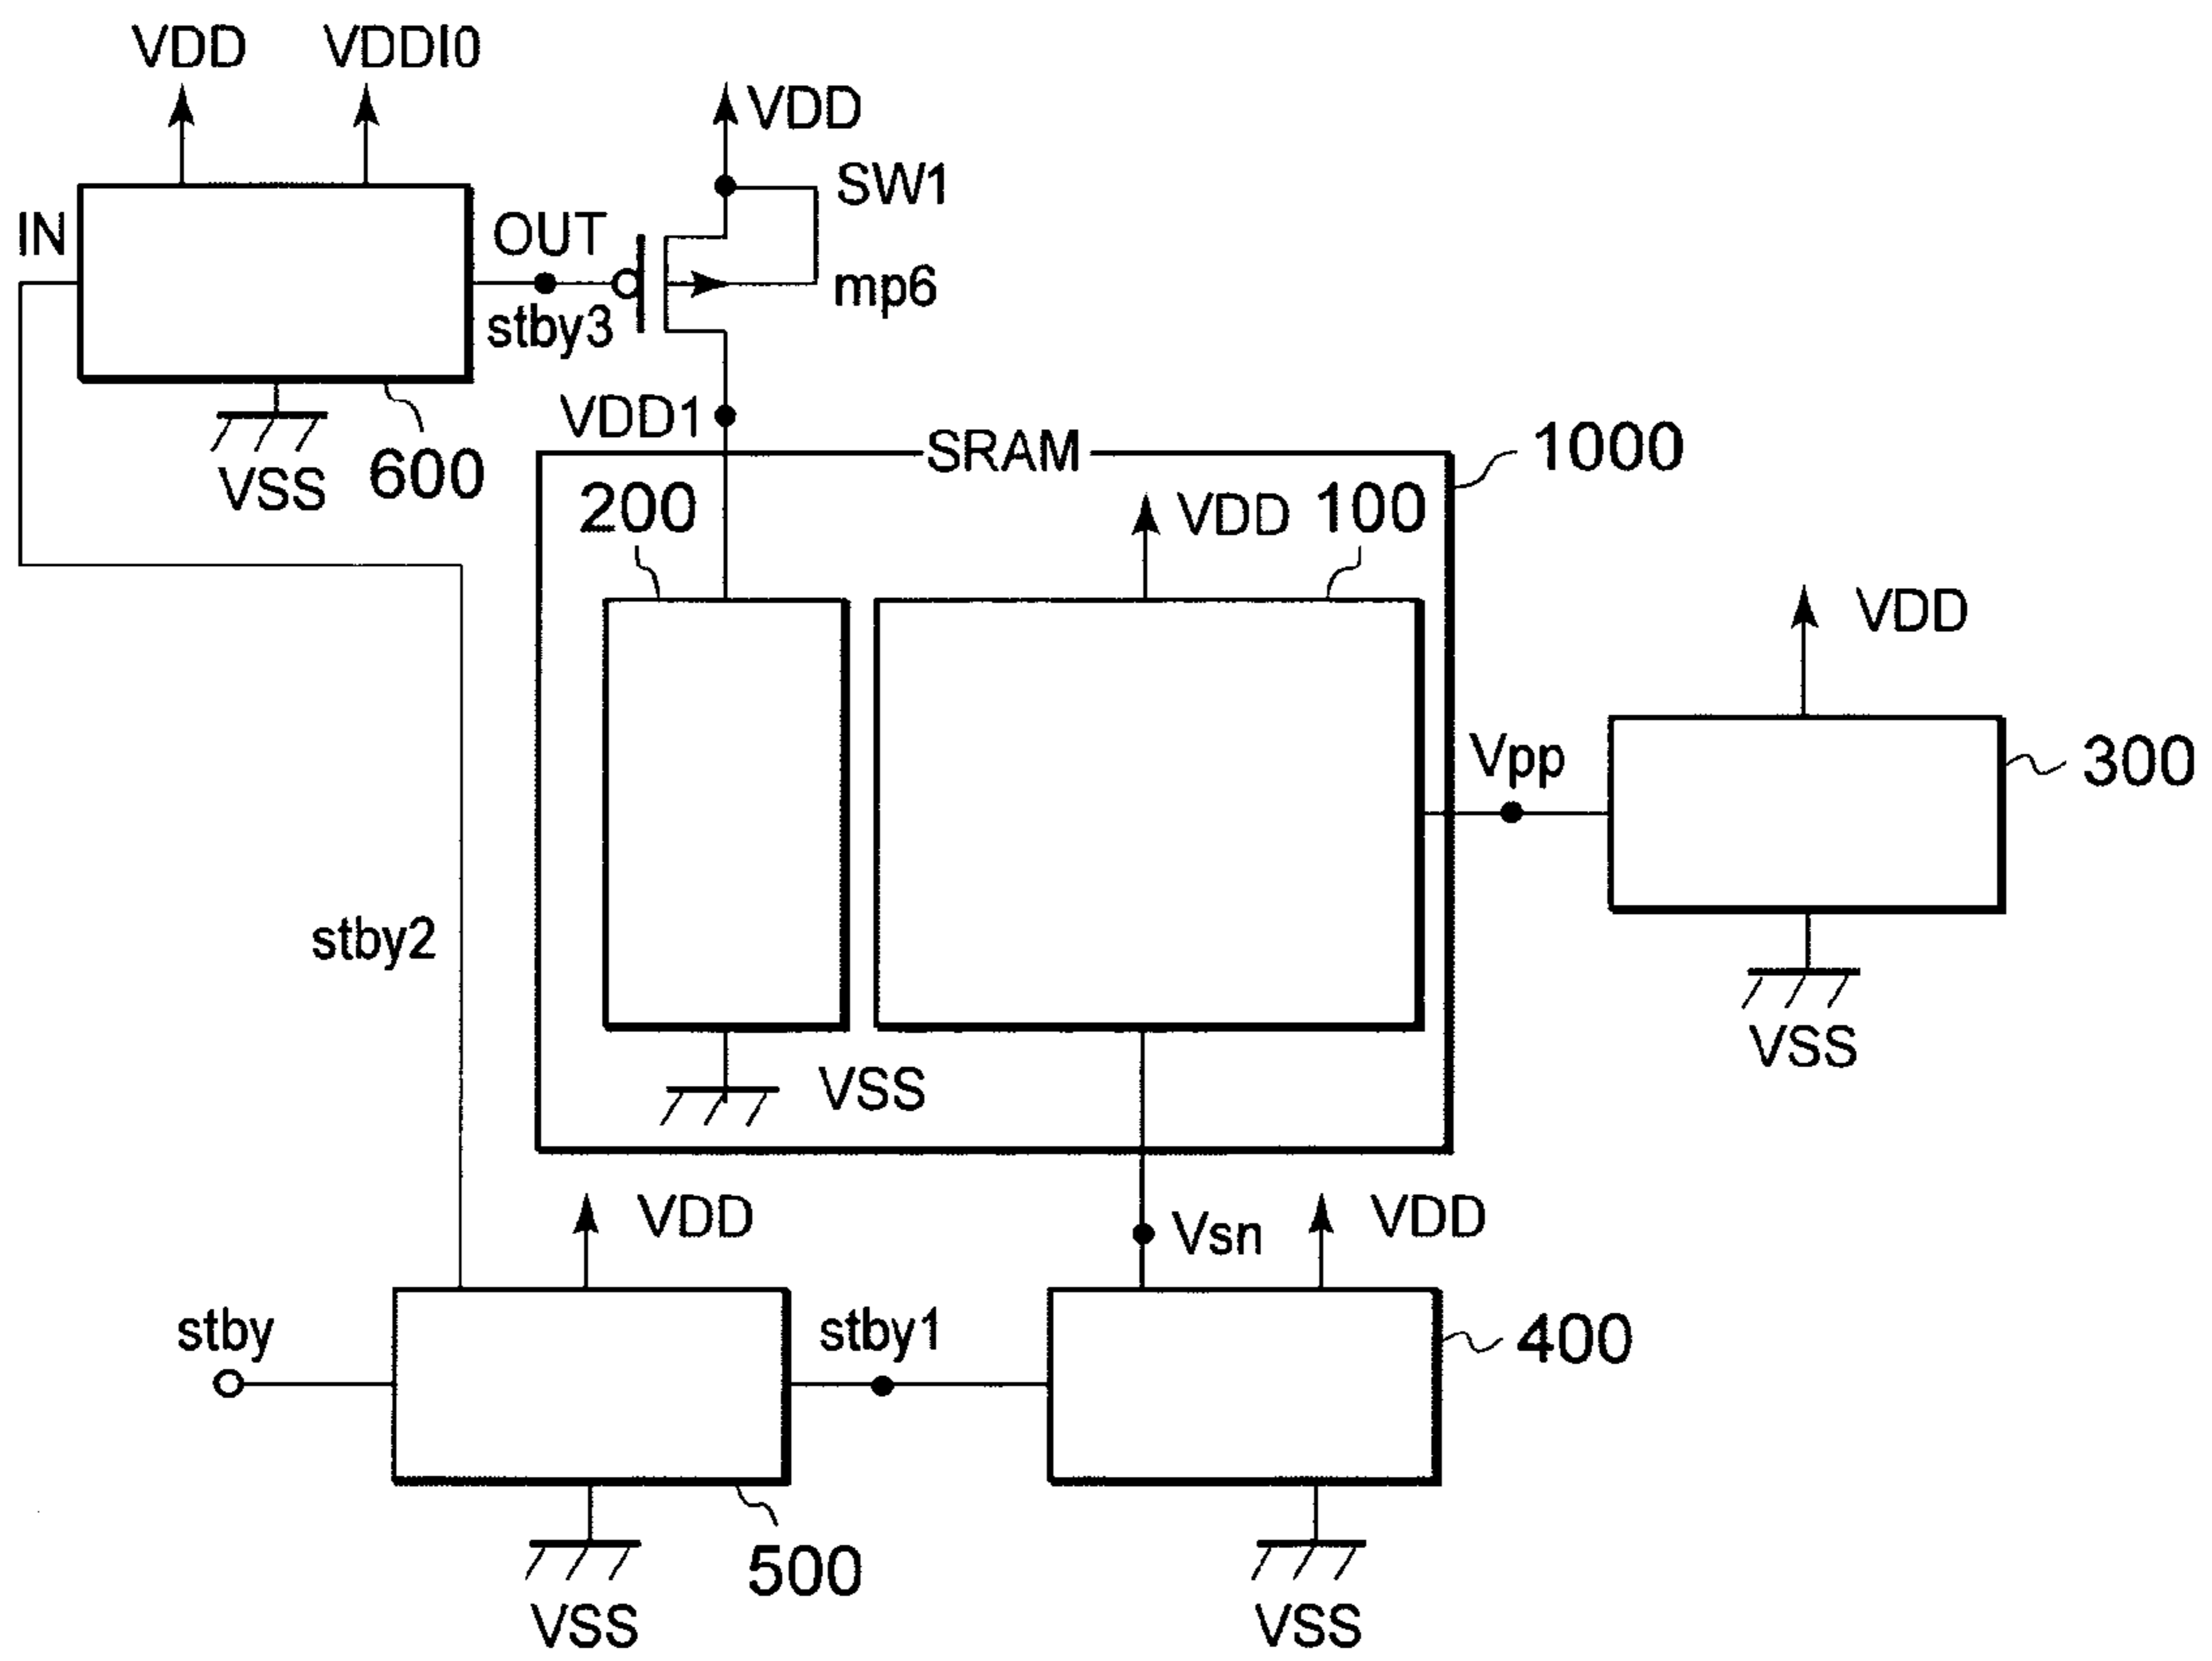 VDD VDDI0
VDD
SW1
IN
OUT
mp6
stby3
VDD1
SRAM
1000
VSS
600
200
VDD
100
VDD
Vpp
300
stby2
VSS
VSS
VDD
Vsn
VDD
stby
stby1
400
500
VSS
VSS